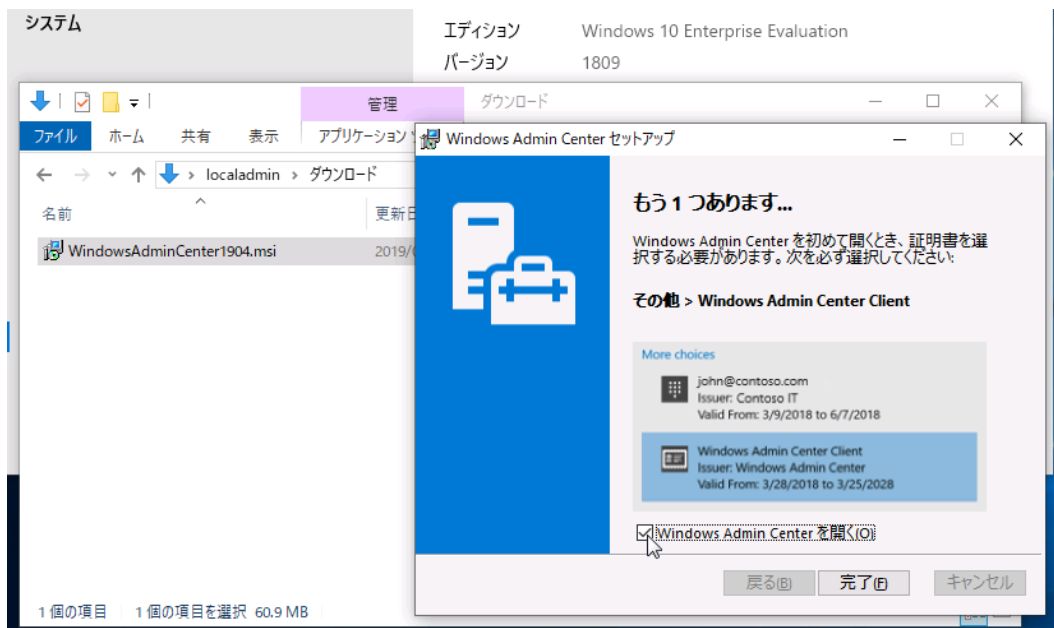 システム
エディション Windows 10 Enterprise Evaluation
バージョン 1809
管理 ダウンロード
ファイル ホーム 共有 表示 アプリケーション
localadmin > ダウンロード
名前 更新日
WindowsAdminCenter1904.msi 2019/
1 個の項目 1 個の項目を選択 60.9 MB
Windows Admin Center セットアップ
もう 1 つあります...
Windows Admin Center を初めて開くとき、証明書を選
択する必要があります。次を必ず選択してください:
その他 > Windows Admin Center Client
More choices
john@contoso.com
Issuer: Contoso IT
Valid From: 3/9/2018 to 6/7/2018
Windows Admin Center Client
Issuer: Windows Admin Center
Valid From: 3/28/2018 to 3/25/2028
Windows Admin Center を開く(O)
戻る(B) 完了(F) キャンセル